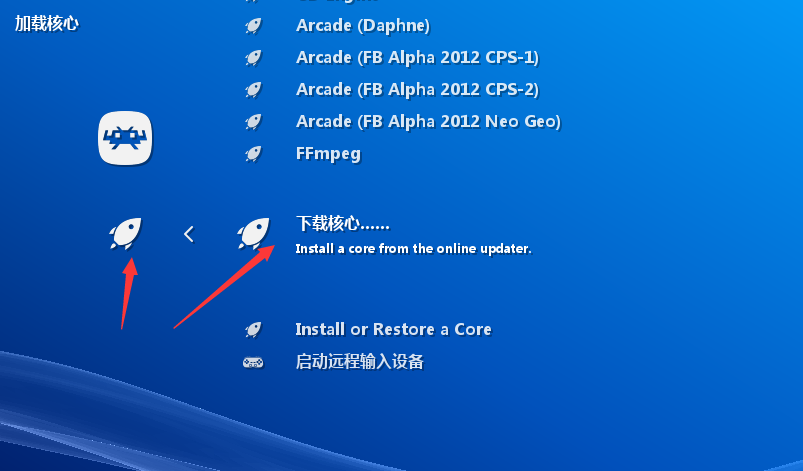 加载核心
Arcade (Daphne)
Arcade (FB Alpha 2012 CPS-1)
Arcade (FB Alpha 2012 CPS-2)
Arcade (FB Alpha 2012 Neo Geo)
FFmpeg
下载核心......
Install a core from the online updater.
Install or Restore a Core
启动远程输入设备